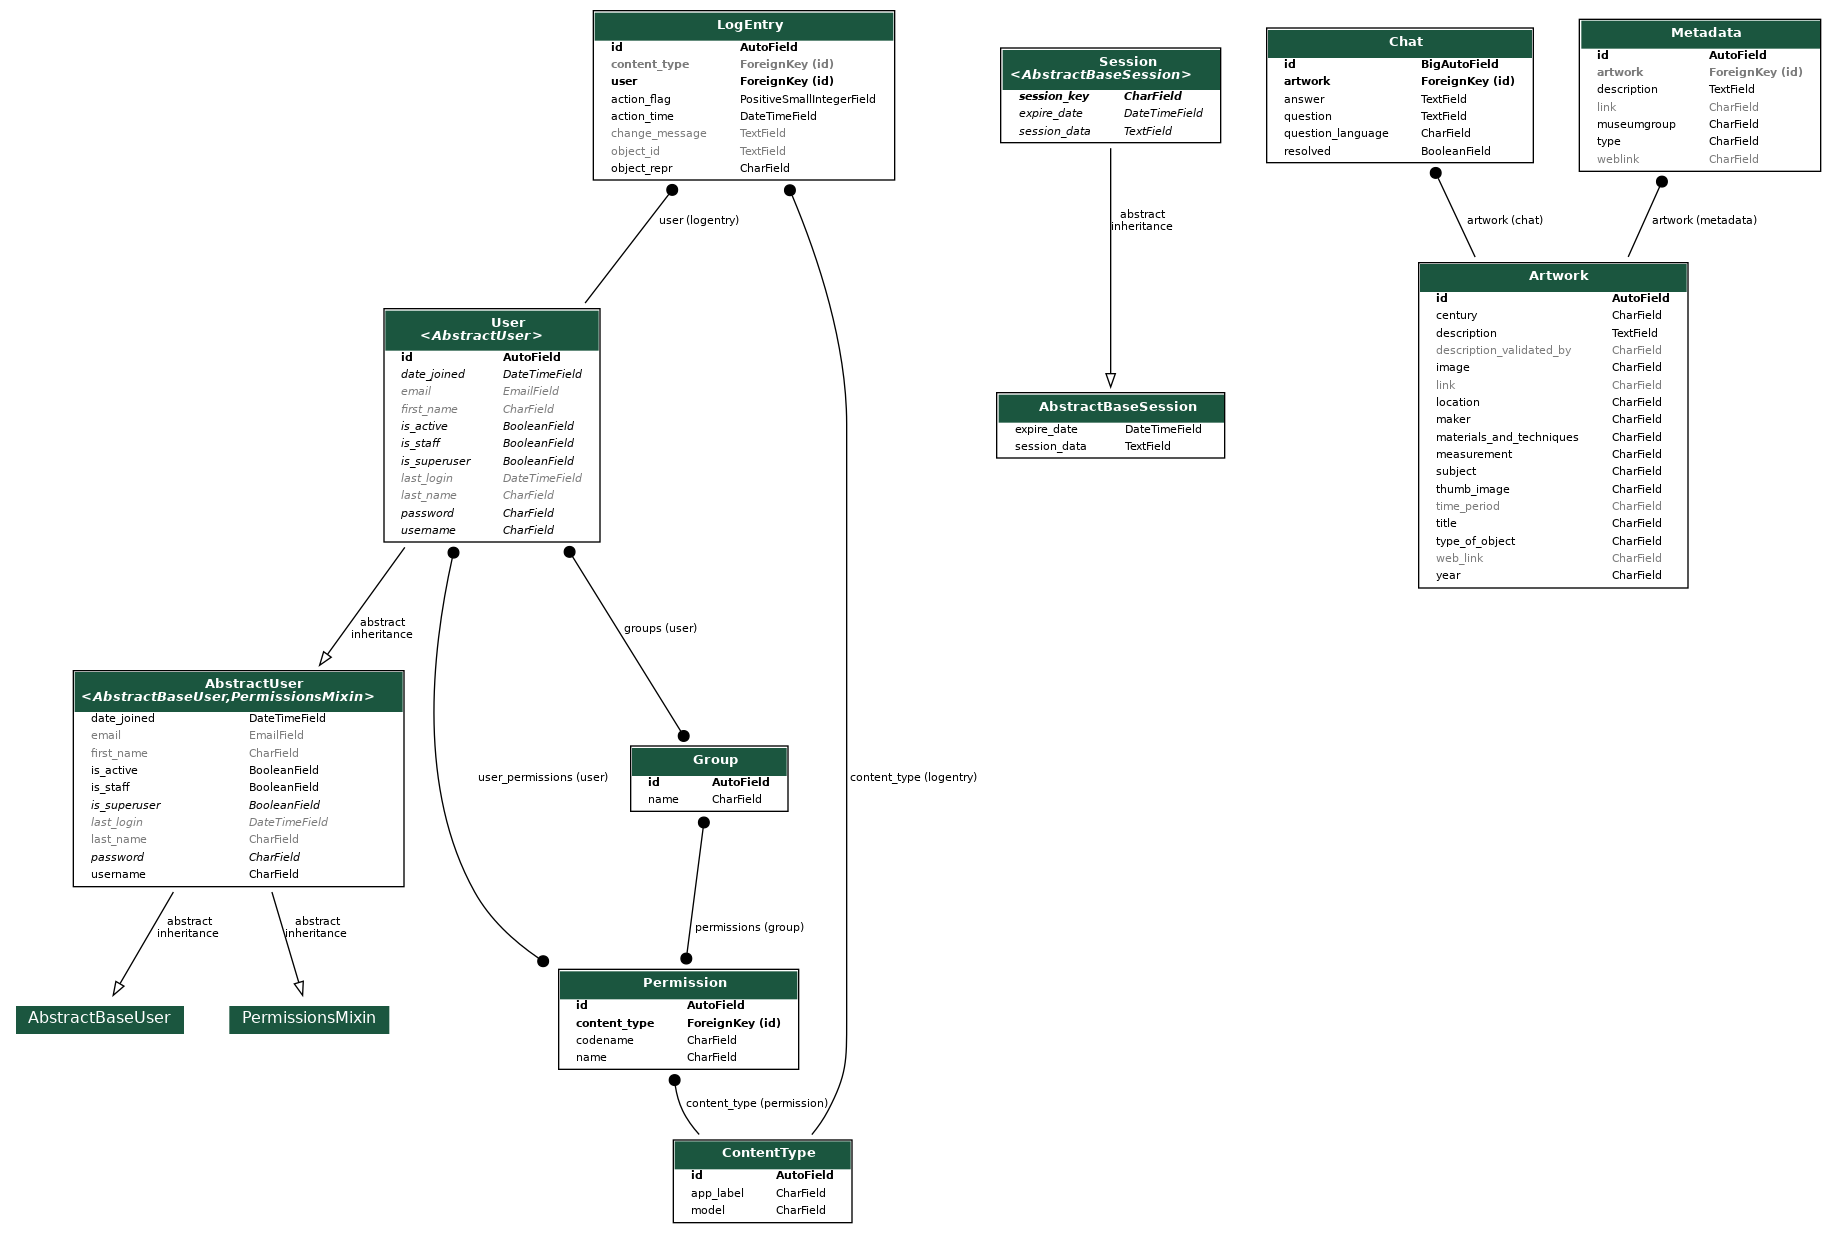 LogEntry
id AutoField
content_type ForeignKey (id)
user ForeignKey (id)
action_flag PositiveSmallIntegerField
action_time DateTimeField
change_message TextField
object_id TextField
object_repr CharField
Session
<AbstractBaseSession>
session_key CharField
expire_date DateTimeField
session_data TextField
Chat
id BigAutoField
artwork ForeignKey (id)
answer TextField
question TextField
question_language CharField
resolved BooleanField
Metadata
id AutoField
artwork ForeignKey (id)
description TextField
link CharField
museumgroup CharField
type CharField
weblink CharField
user (logentry)
abstract
inheritance
artwork (chat)
artwork (metadata)
User
<AbstractUser>
id AutoField
date_joined DateTimeField
email EmailField
first_name CharField
is_active BooleanField
is_staff BooleanField
is_superuser BooleanField
last_login DateTimeField
last_name CharField
password CharField
username CharField
AbstractBaseSession
expire_date DateTimeField
session_data TextField
Artwork
id AutoField
century CharField
description TextField
description_validated_by CharField
image CharField
link CharField
location CharField
maker CharField
materials_and_techniques CharField
measurement CharField
subject CharField
thumb_image CharField
time_period CharField
title CharField
type_of_object CharField
web_link CharField
year CharField
abstract
inheritance
groups (user)
AbstractUser
<AbstractBaseUser,PermissionsMixin>
date_joined DateTimeField
email EmailField
first_name CharField
is_active BooleanField
is_staff BooleanField
is_superuser BooleanField
last_login DateTimeField
last_name CharField
password CharField
username CharField
user_permissions (user)
Group
id AutoField
name CharField
content_type (logentry)
abstract
inheritance
abstract
inheritance
permissions (group)
AbstractBaseUser
PermissionsMixin
Permission
id AutoField
content_type ForeignKey (id)
codename CharField
name CharField
content_type (permission)
ContentType
id AutoField
app_label CharField
model CharField